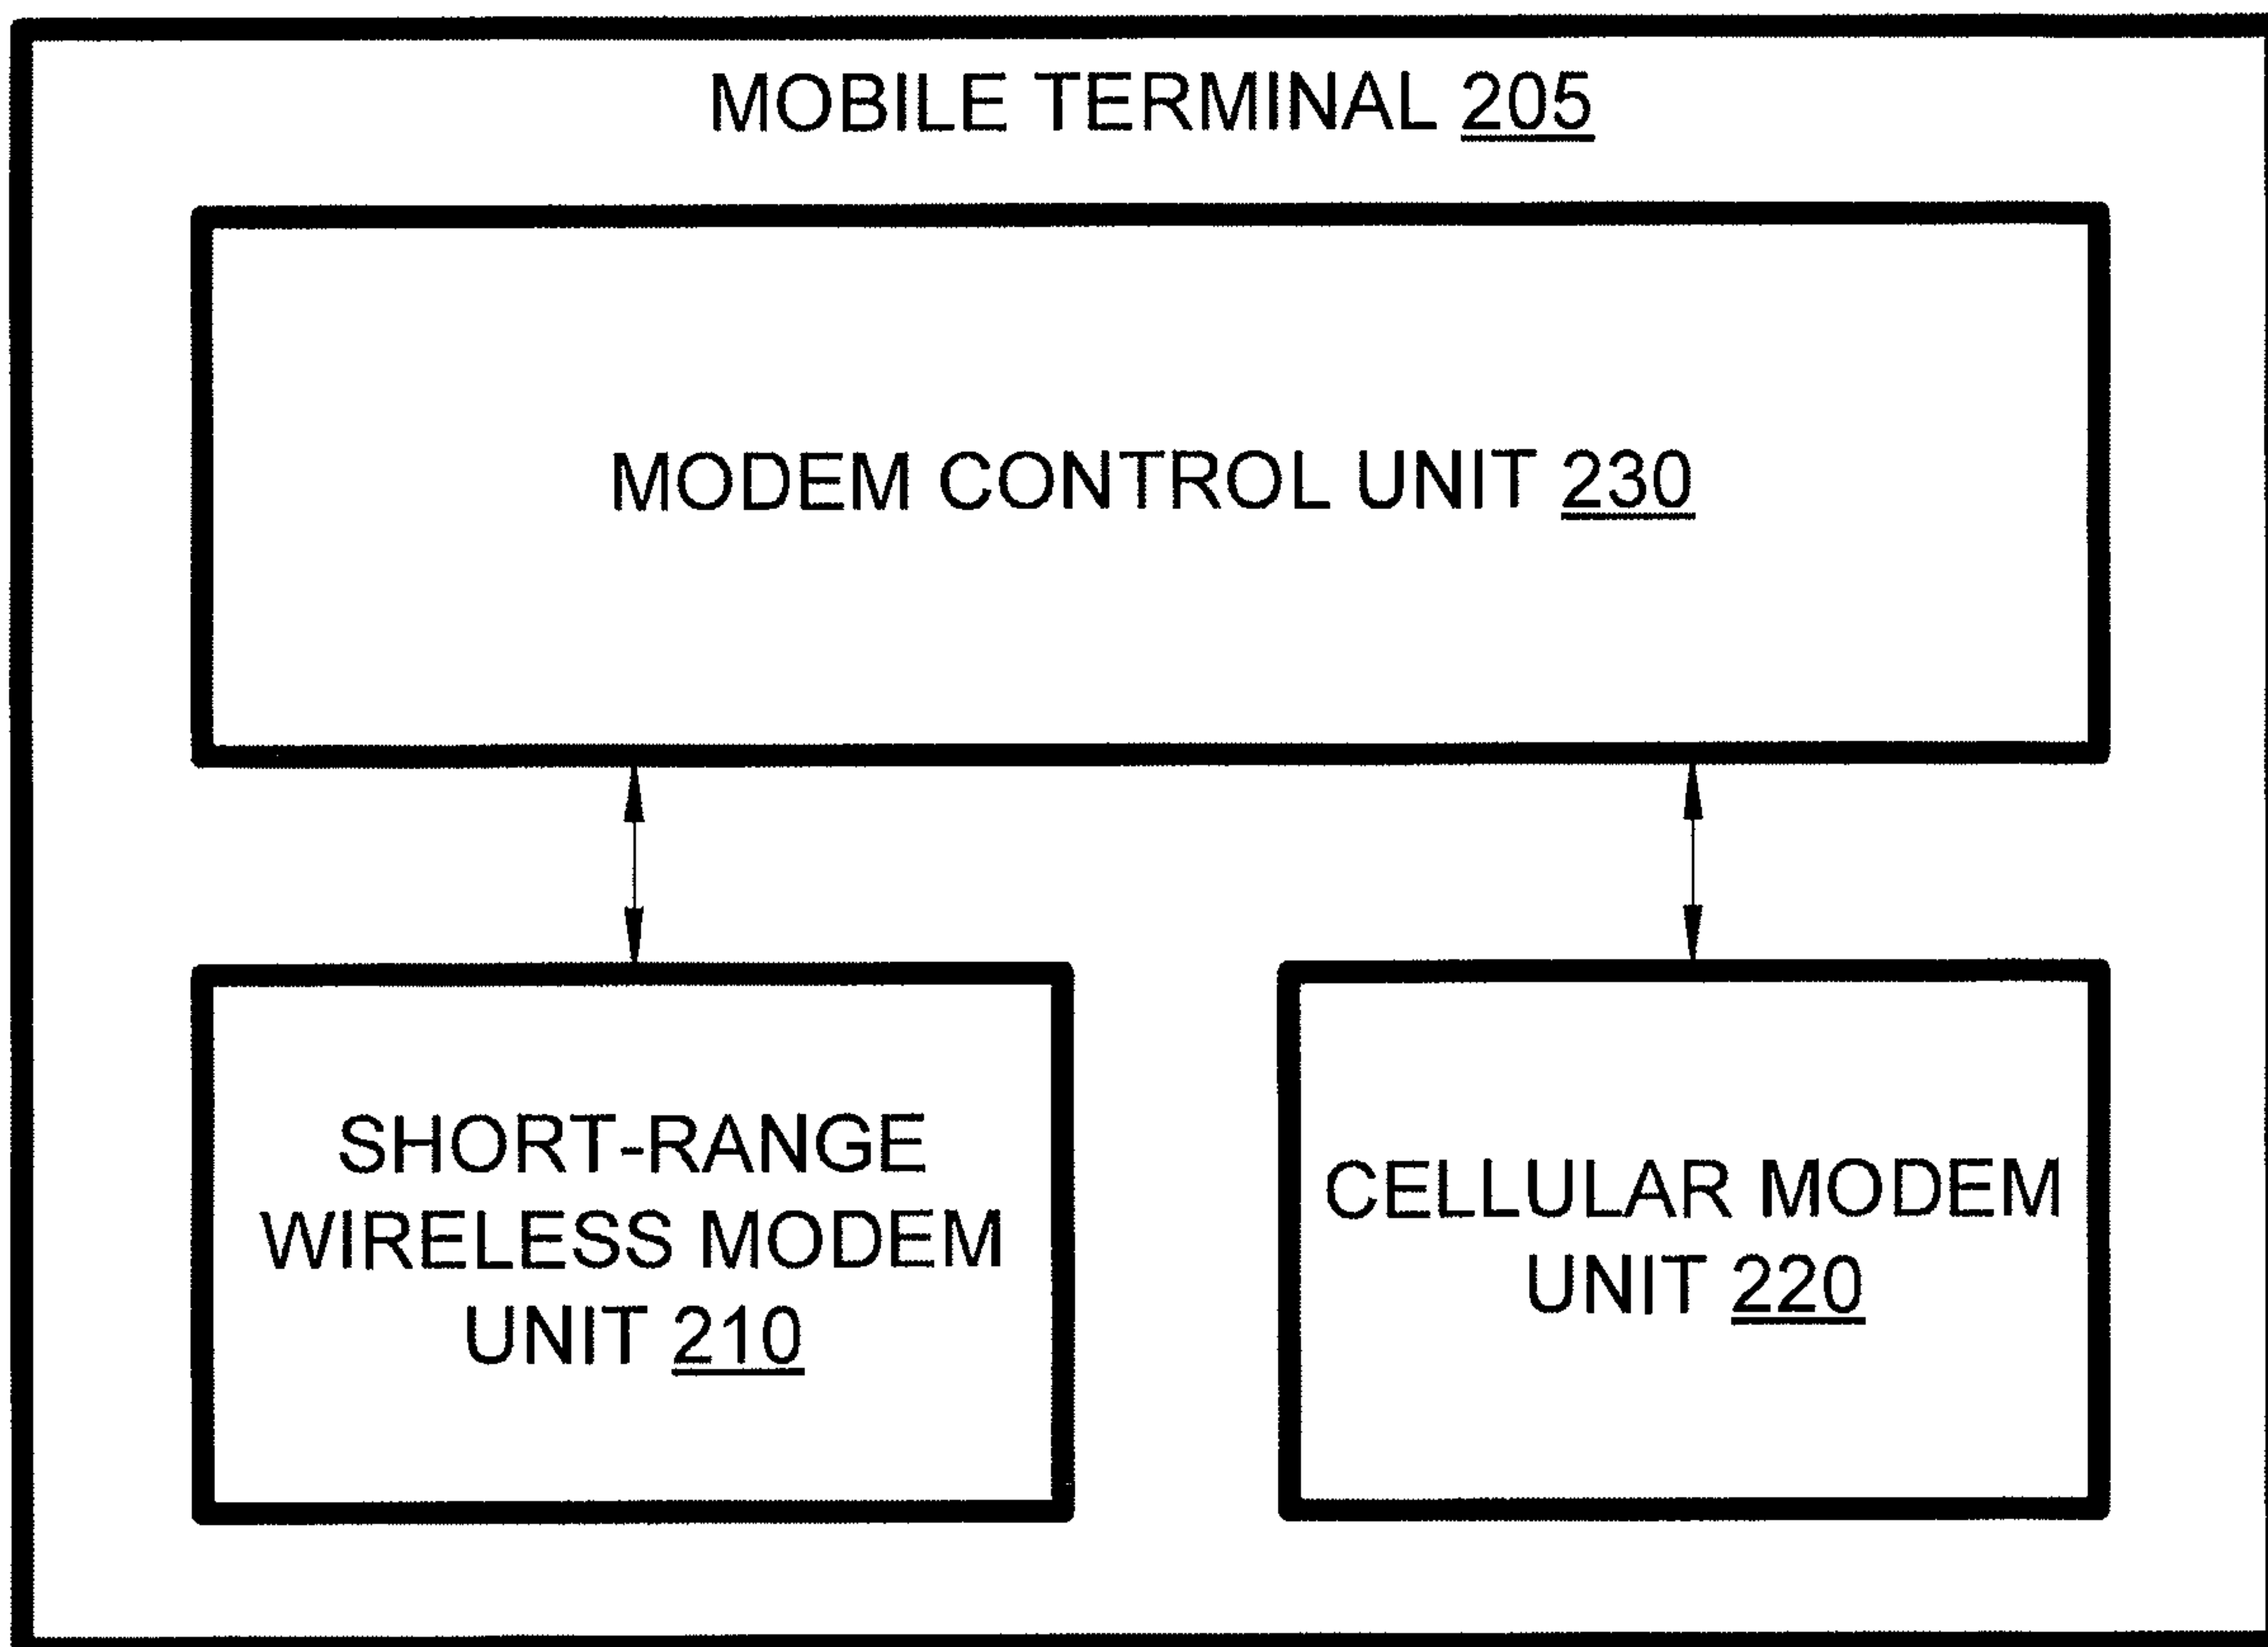 MOBILE TERMINAL 205
MODEM CONTROL UNIT 230
SHORT-RANGE
WIRELESS MODEM
UNIT 210
CELLULAR MODEM
UNIT 220